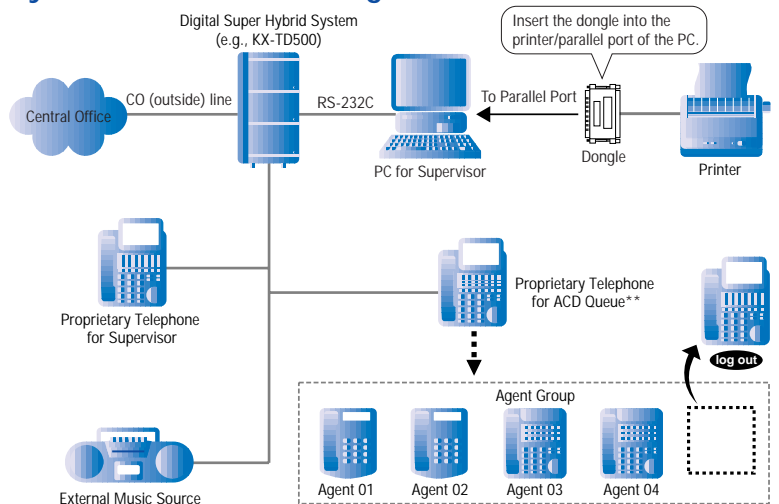 Digital Super Hybrid System
(e.g., KX-TD500)
Insert the dongle into the
printer/parallel port of the PC.
Central Office
CO (outside) line
RS-232C
To Parallel Port
PC for Supervisor
Dongle
Printer
Proprietary Telephone
for Supervisor
Proprietary Telephone
for ACD Queue**
log out
Agent Group
Agent 01
Agent 02
Agent 03
Agent 04
External Music Source